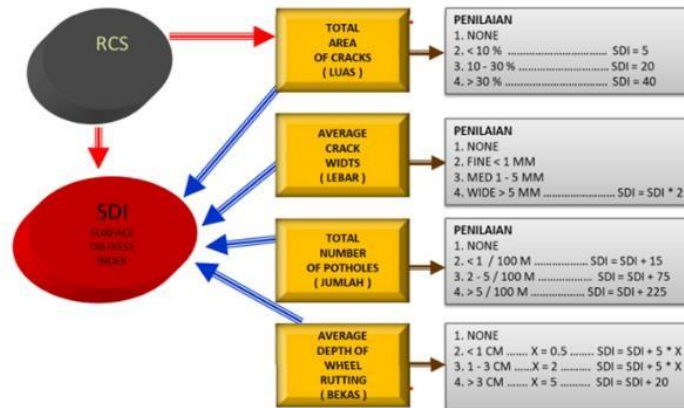 RCS
SDI
SURFACE
DISTRESS
INDEX
TOTAL
AREA
OF CRACKS
( LUAS )
PENILAIAN
1. NONE
2. < 10 % ................................ SDI = 5
3. 10 - 30 % ............................ SDI = 20
4. > 30 % ................................ SDI = 40
AVERAGE
CRACK
WIDTS
( LEBAR )
PENILAIAN
1. NONE
2. FINE < 1 MM
3. MED 1 - 5 MM
4. WIDE > 5 MM ........................ SDI = SDI * 2
TOTAL
NUMBER
OF POTHOLES
( JUMLAH )
PENILAIAN
1. NONE
2. < 1 / 100 M .................. SDI = SDI + 15
3. 2 - 5 / 100 M ............... SDI = SDI + 75
4. > 5 / 100 M .................. SDI = SDI + 225
AVERAGE
DEPTH OF
WHEEL
RUTTING
( BEKAS )
1. NONE
2. < 1 CM ....... X = 0.5 ........ SDI = SDI + 5 * X
3. 1 - 3 CM ......X = 2 ........ SDI = SDI + 5 * X
4. > 3 CM ....... X = 5 ........ SDI = SDI + 20